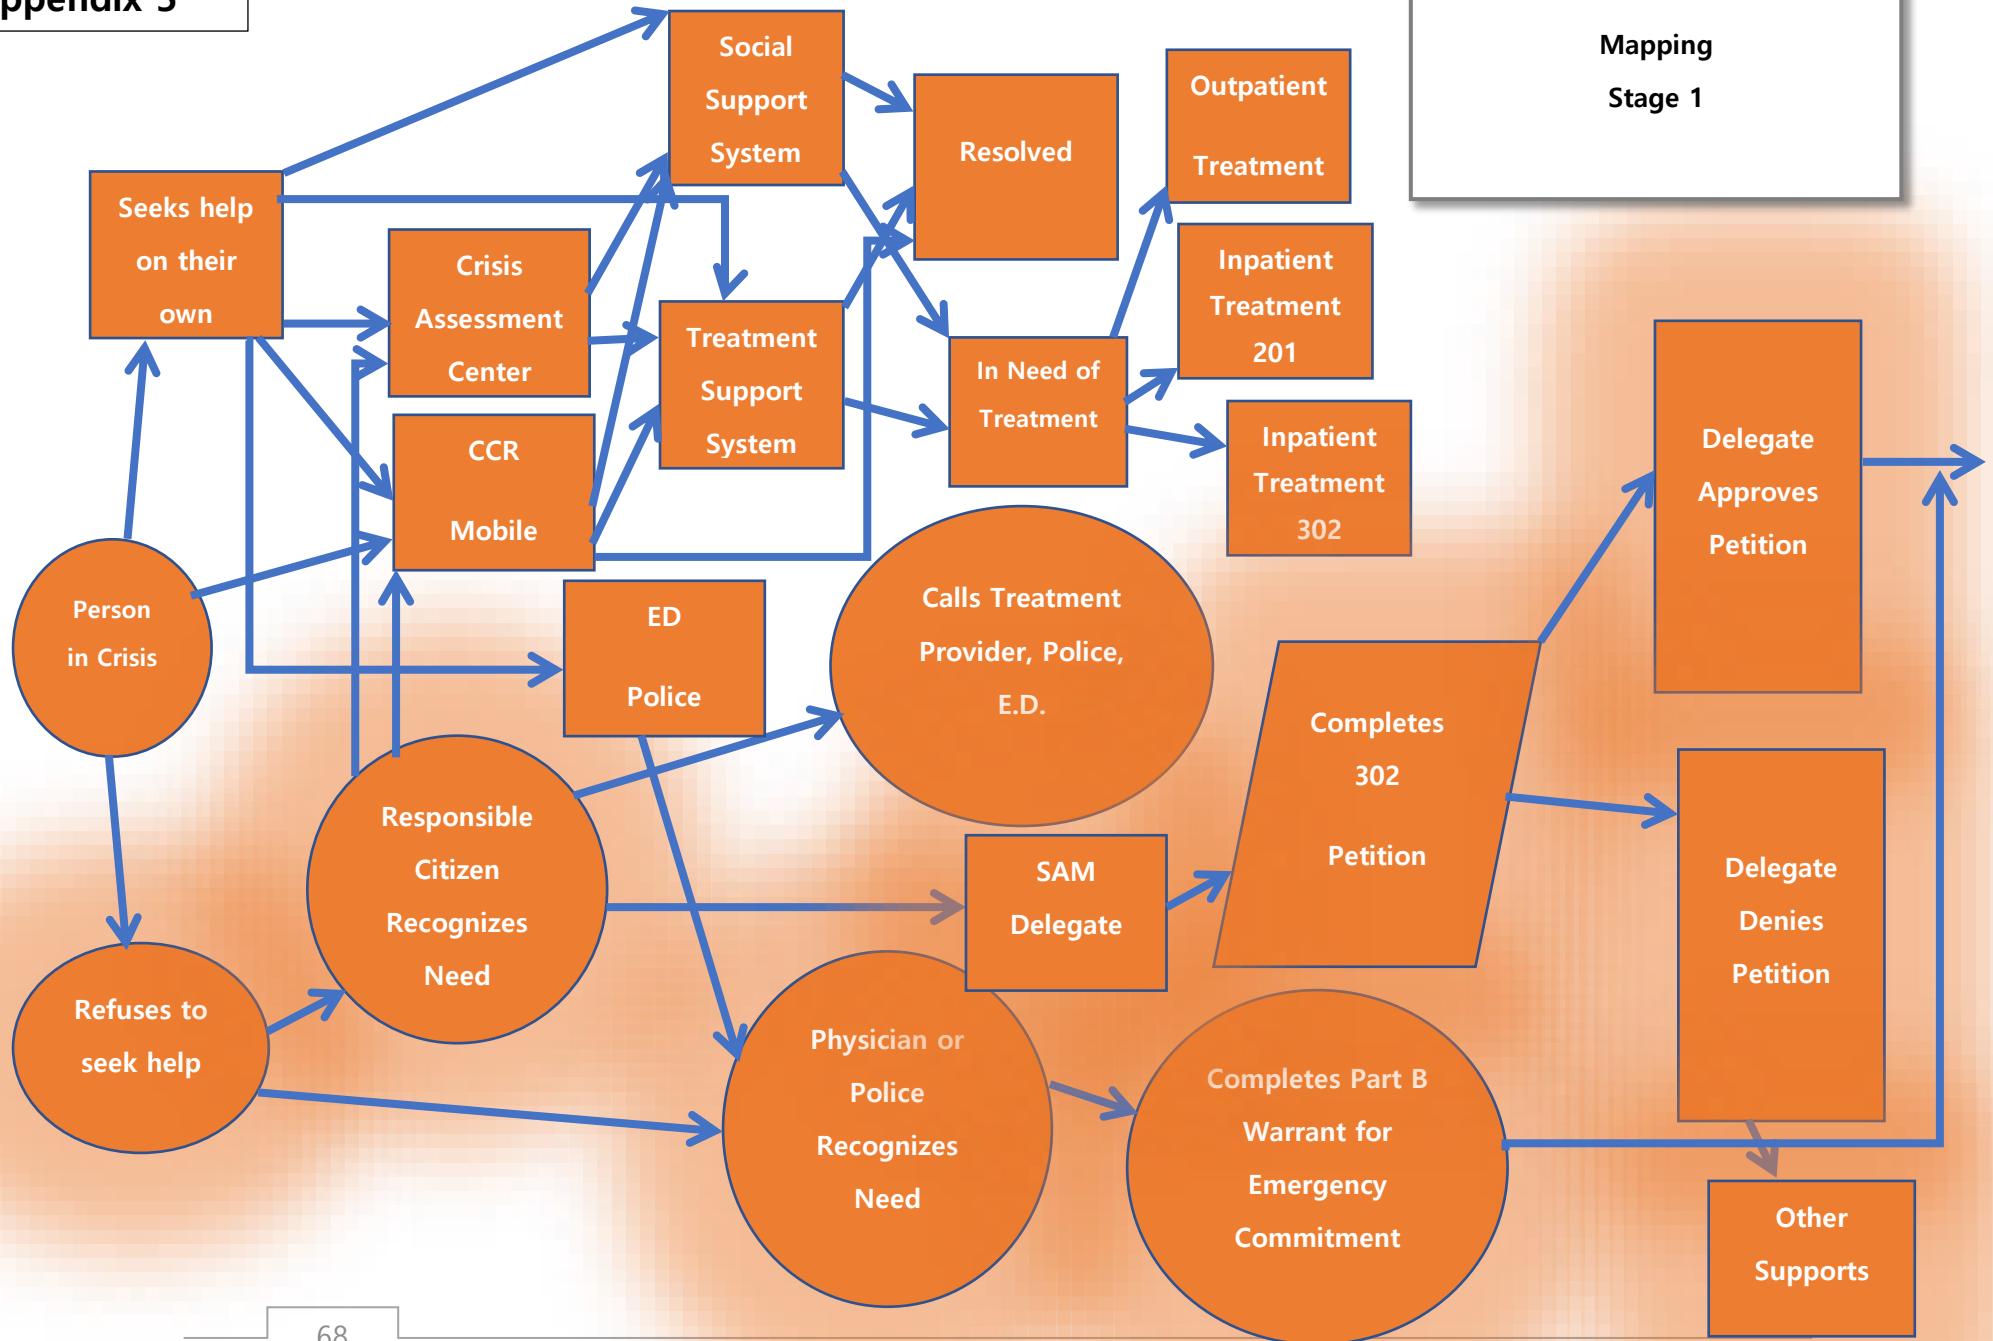 ppendix 5
Mapping
Stage 1
Social
Support
System
Resolved
Outpatient
Treatment
Seeks help
on their
own
Crisis
Assessment
Center
Treatment
Support
System
Inpatient
Treatment
201
In Need of
Treatment
Inpatient
Treatment
302
CCR
Mobile
Delegate
Approves
Petition
Person
in Crisis
ED
Police
Calls Treatment
Provider, Police,
E.D.
Completes
302
Petition
Responsible
Citizen
Recognizes
Need
SAM
Delegate
Delegate
Denies
Petition
Refuses to
seek help
Physician or
Police
Recognizes
Need
Completes Part B
Warrant for
Emergency
Commitment
Other
Supports
68